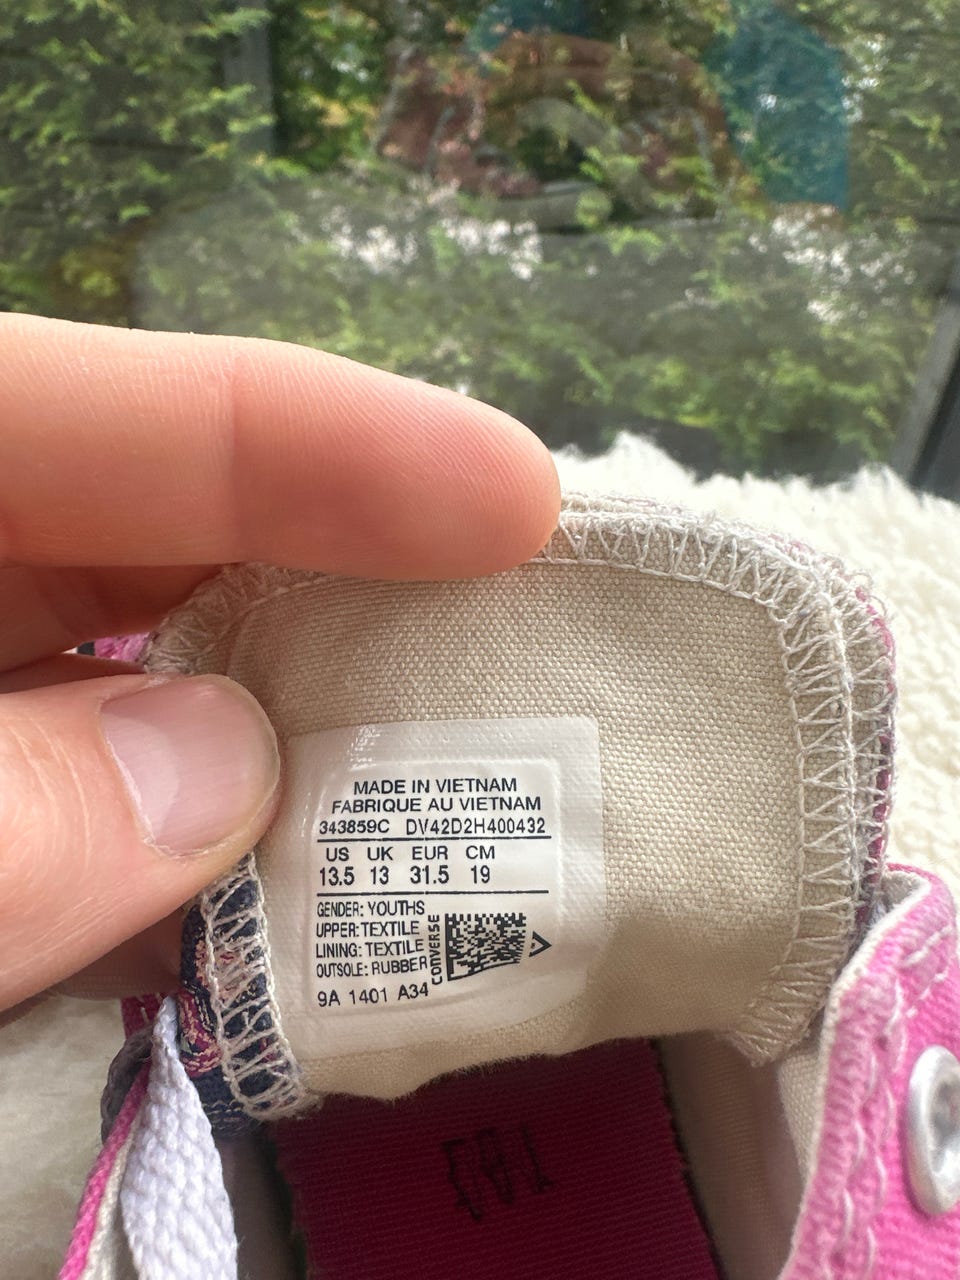 MADE IN VIETNAM
FABRIQUE AU VIETNAM
343859C DV42D2H400432
US UK EUR CM
13.5 13 31.5 19
GENDER: YOUTHS
UPPER: TEXTILE
LINING: TEXTILE
OUTSOLE: RUBBER
CONVERSE
9A 1401 A34